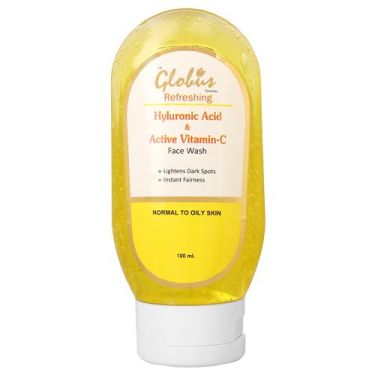 Globus
Remedies
Refreshing
Hyluronic Acid
&
Active Vitamin-C
Face Wash
Lightens Dark Spots
Instant Fairness
NORMAL TO OILY SKIN
100 ml.